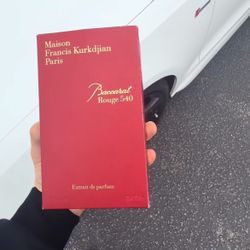 Maison
Francis Kurkdjian
Paris
Baccarat
Rouge 540
Extrait de parfum